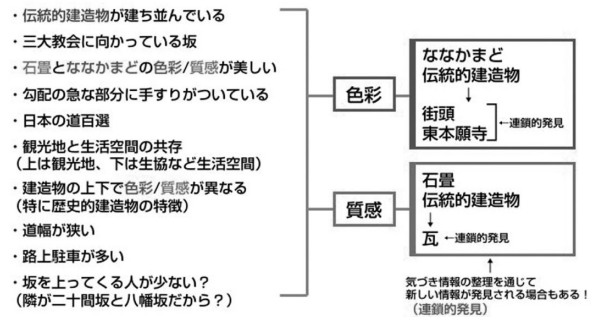 ・伝統的建造物が建ち並んでいる
・三大教会に向かっている坂
・石畳とななかまどの色彩/質感が美しい
・勾配の急な部分に手すりがついている
・日本の道百選
・観光地と生活空間の共存
（上は観光地、下は生協など生活空間）
・建造物の上下で色彩/質感が異なる
（特に歴史的建造物の特徴）
・道幅が狭い
・路上駐車が多い
・坂を上ってくる人が少ない？
（隣が二十間坂と八幡坂だから？）
色彩
ななかまど
伝統的建造物
↓
街頭
東本願寺
←連鎖的発見
質感
石畳
伝統的建造物
↓
瓦 ←連鎖的発見
気づき情報の整理を通じて
新しい情報が発見される場合もある！
（連鎖的発見）